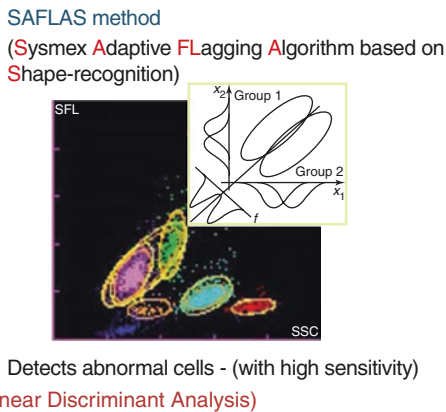 SAFLAS method
(Sysmex Adaptive FLagging Algorithm based on
Shape-recognition)
SFL
x2
Group 1
Group 2
x1
f
SSC
Detects abnormal cells - (with high sensitivity)
near Discriminant Analysis)